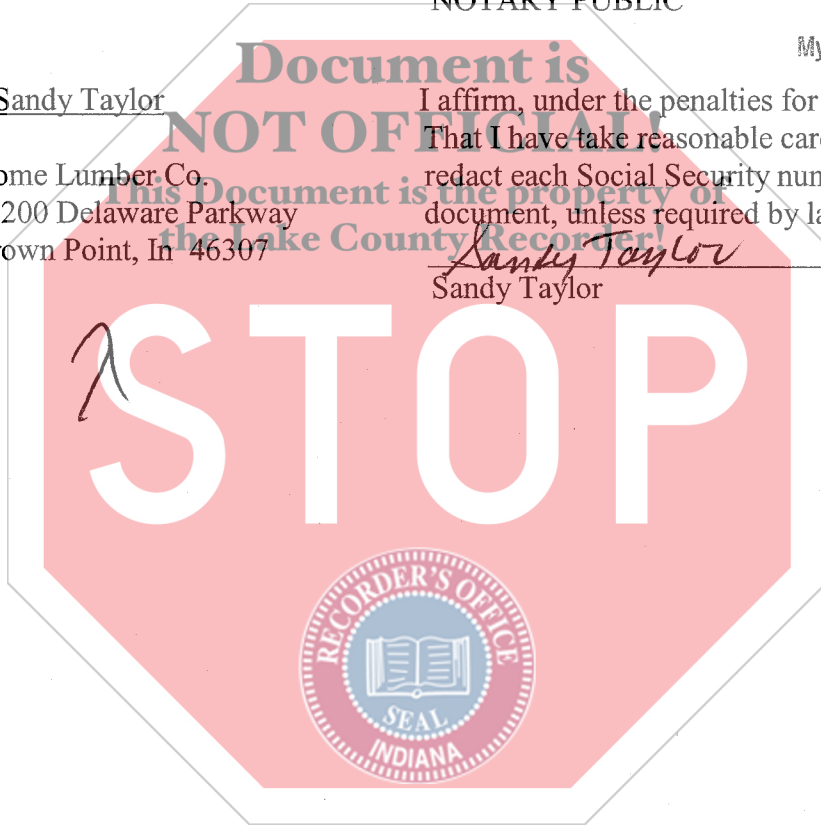 NOTARY PUBLIC
My
Document is
Sandy Taylor
I affirm, under the penalties for
NOT OFFICIAL!
That I have take reasonable car
ome Lumber Co.
redact each Social Security num
This Document is the property of
200 Delaware Parkway
document, unless required by la
the Lake County Recorder!
own Point, In 46307
Sandy Taylor
Sandy Taylor
STOP
RECORDER'S OFFICE
SEAL
INDIANA